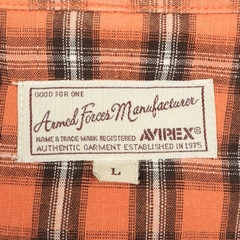 GOOD FOR ONE
Armed Forces Manufacturer
NAME & TRADE MARK REGISTERED AVIREX®
AUTHENTIC GARMENT ESTABLISHED IN 1975
L